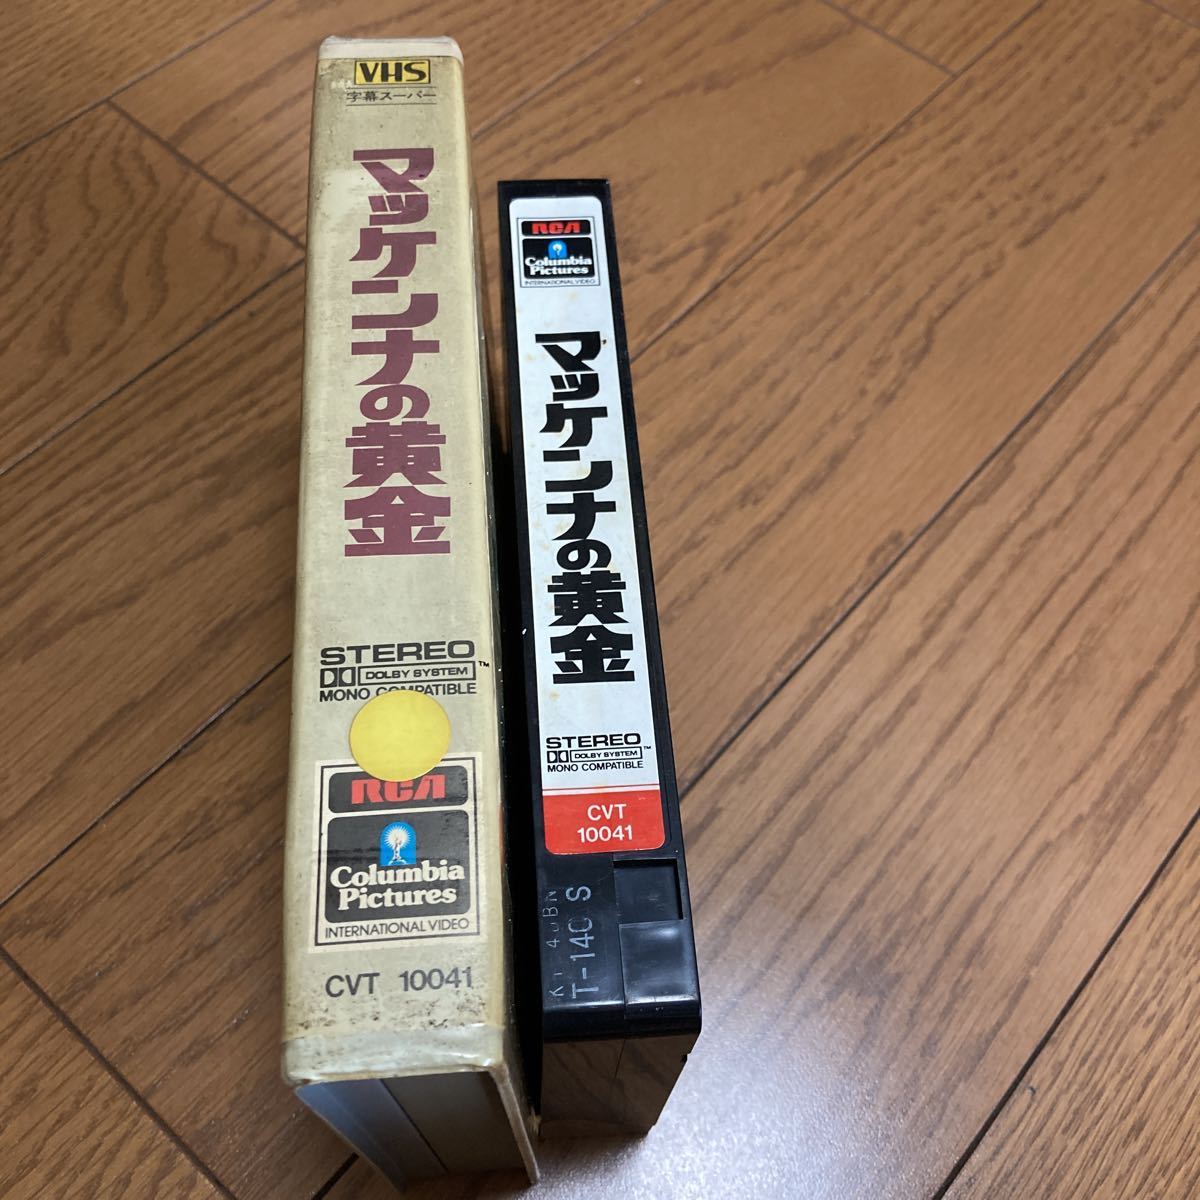 VHS
字幕スーパー
マッケンナの黄金
STEREO
DOLBY SYSTEM™
MONO COMPATIBLE
RCA
Columbia
Pictures
INTERNATIONAL VIDEO
CVT 10041
RCA
Columbia
Pictures
INTERNATIONAL VIDEO
マッケンナの黄金
STEREO
DOLBY SYSTEM™
MONO COMPATIBLE
CVT
10041
T-140 S